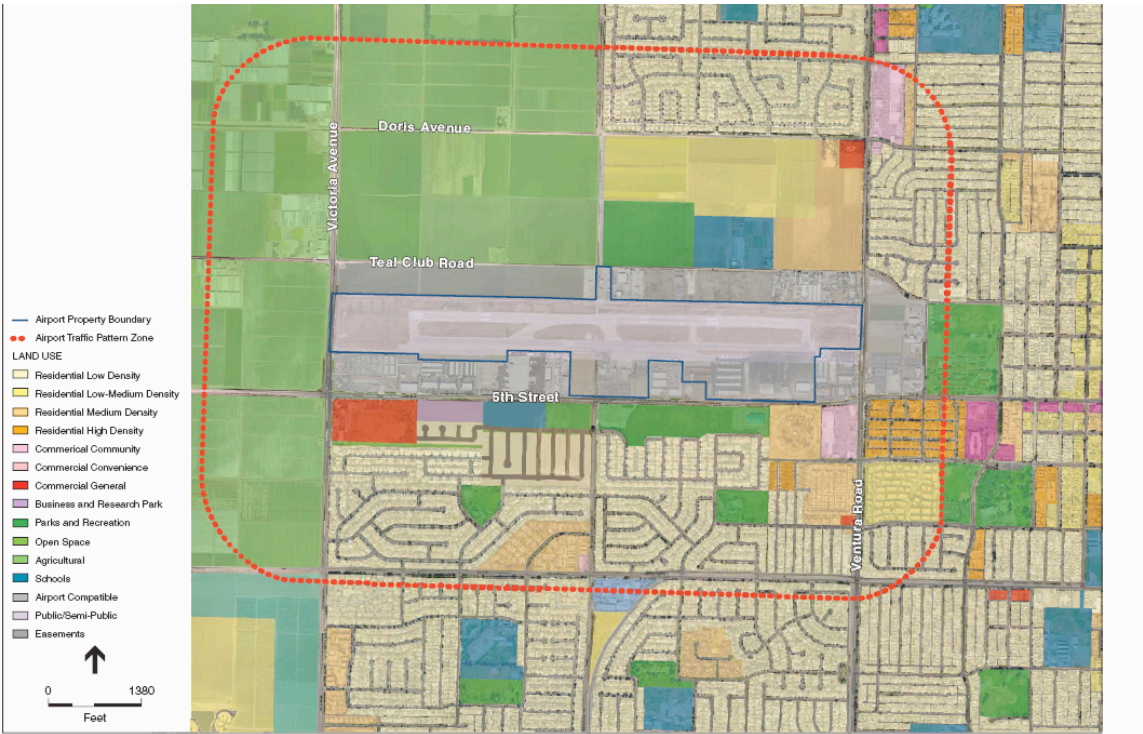 Doris Avenue
Victoria Avenue
Teal Club Road
5th Street
Ventura Road
Airport Property Boundary
Airport Traffic Pattern Zone
LAND USE
Residential Low Density
Residential Low-Medium Density
Residential Medium Density
Residential High Density
Commerical Community
Commercial Convenience
Commercial General
Business and Research Park
Parks and Recreation
Open Space
Agricultural
Schools
Airport Compatible
Public/Semi-Public
Easements
0 1380
Feet